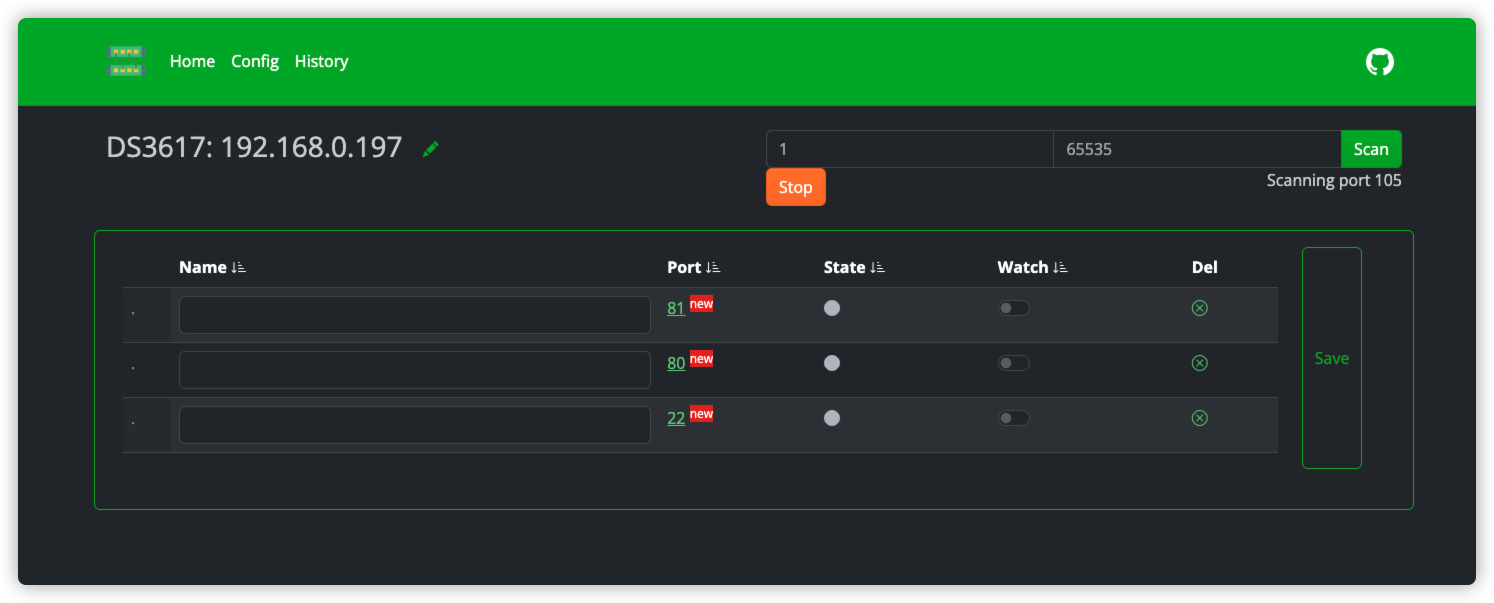 Home Config History
DS3617: 192.168.0.197
1 65535 Scan
Stop
Scanning port 105
Name Port State Watch Del
81 new
80 new
22 new
Save